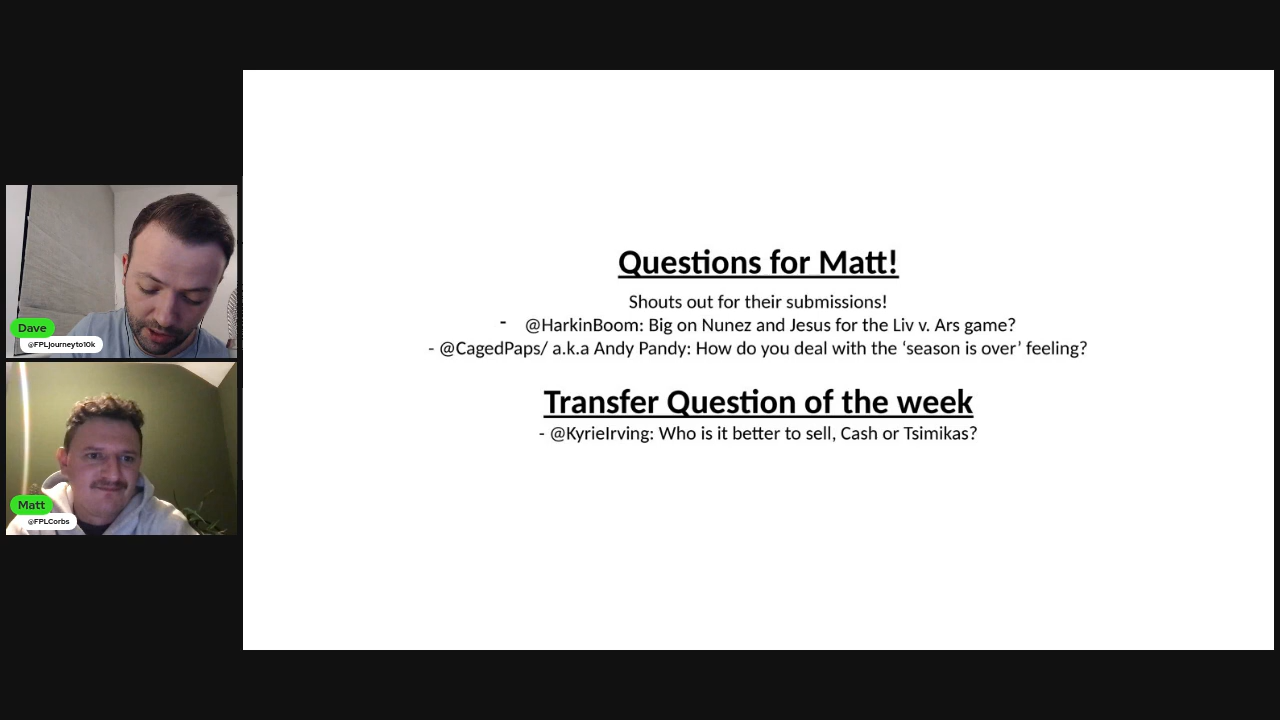 Dave
@FPLjourneyto10k
Matt
@FPLCorbs
Questions for Matt!
Shouts out for their submissions!
- @HarkinBoom: Big on Nunez and Jesus for the Liv v. Ars game?
- @CagedPaps/ a.k.a Andy Pandy: How do you deal with the ‘season is over’ feeling?
Transfer Question of the week
- @KyrieIrving: Who is it better to sell, Cash or Tsimikas?